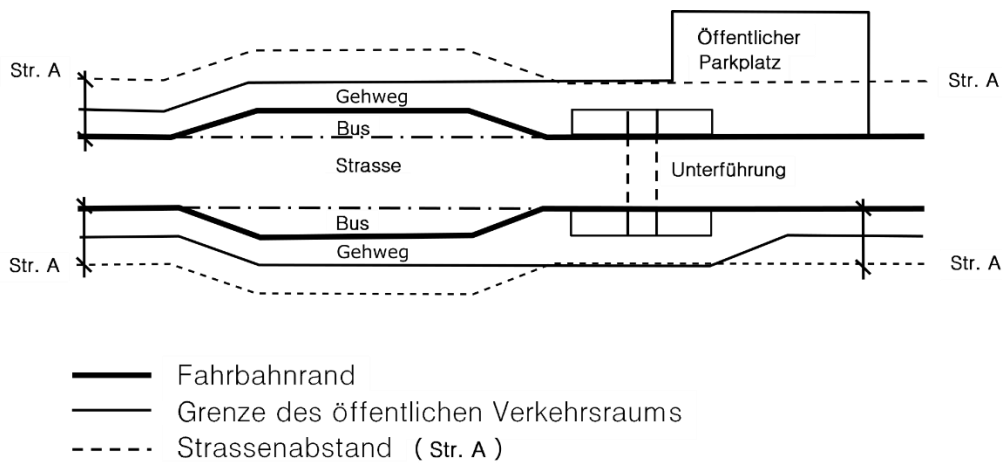 Öffentlicher
Parkplatz
Str. A
Str. A
Gehweg
Bus
Strasse
Unterführung
Bus
Gehweg
Str. A
Str. A
Fahrbahnrand
Grenze des öffentlichen Verkehrsraums
Strassenabstand ( Str. A )